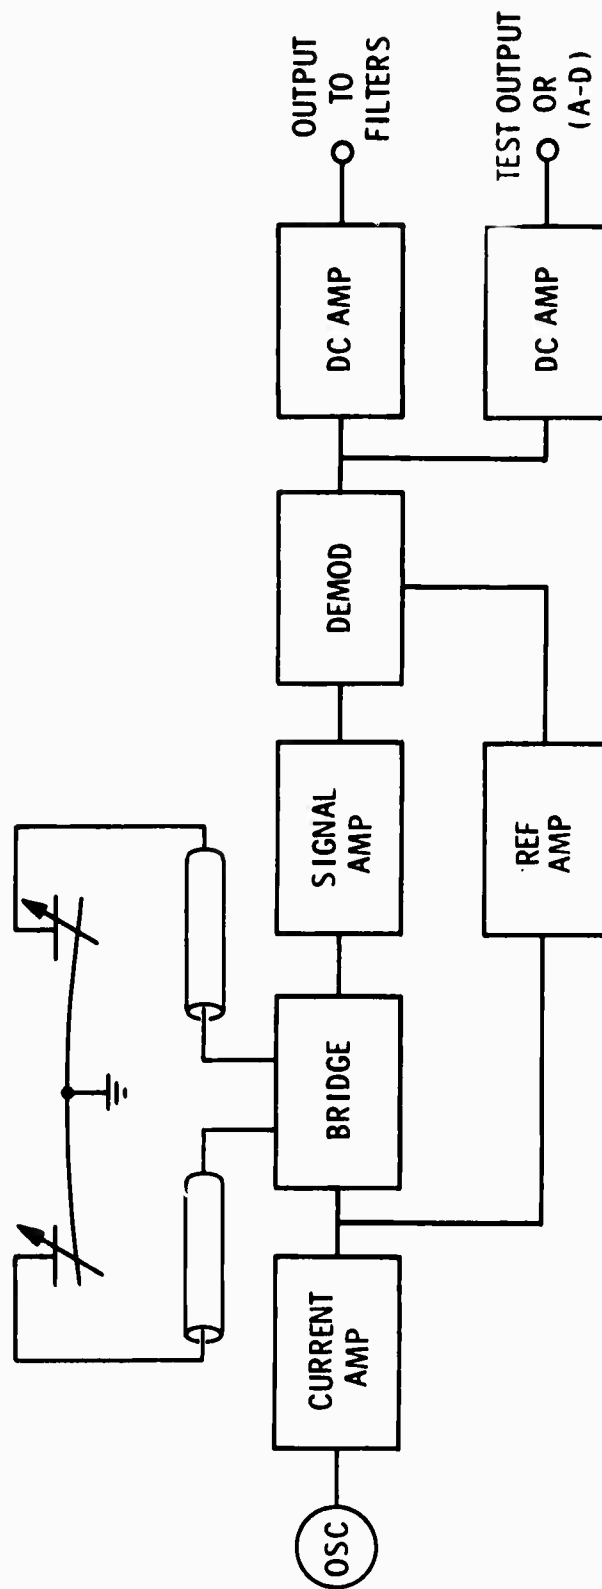 OSC
CURRENT
AMP
BRIDGE
SIGNAL
AMP
DEMOD
DC AMP
OUTPUT
TO
FILTERS
REF
AMP
DC AMP
TEST OUTPUT
OR
(A-D)